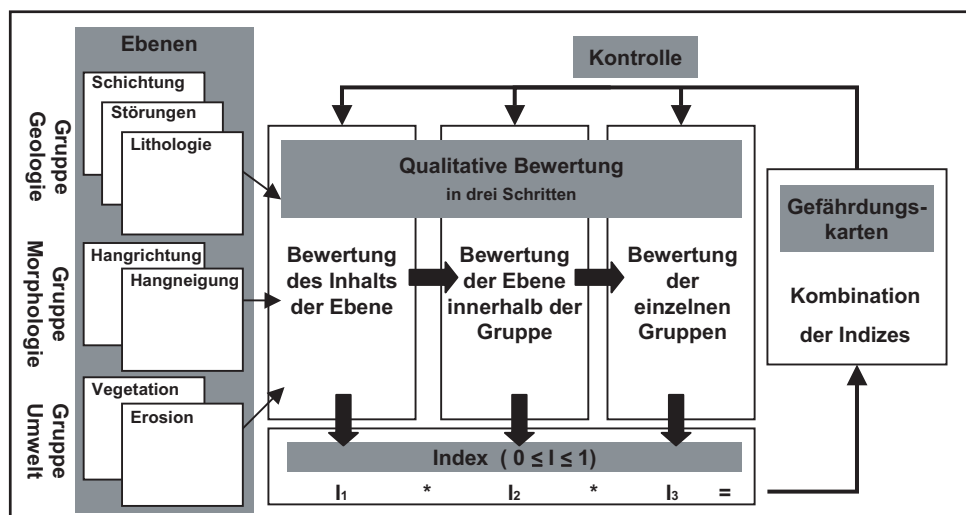 Ebenen
Gruppe
Geologie
Schichtung
Störungen
Lithologie
Gruppe
Morphologie
Hangrichtung
Hangneigung
Gruppe
Umwelt
Vegetation
Erosion
Kontrolle
Qualitative Bewertung
in drei Schritten
Bewertung
des Inhalts
der Ebene
Bewertung
der Ebene
innerhalb der
Gruppe
Bewertung
der
einzelnen
Gruppen
Index ( 0 ≤ I ≤ 1)
I₁ * I₂ * I₃ =
Gefährdungs-
karten
Kombination
der Indizes